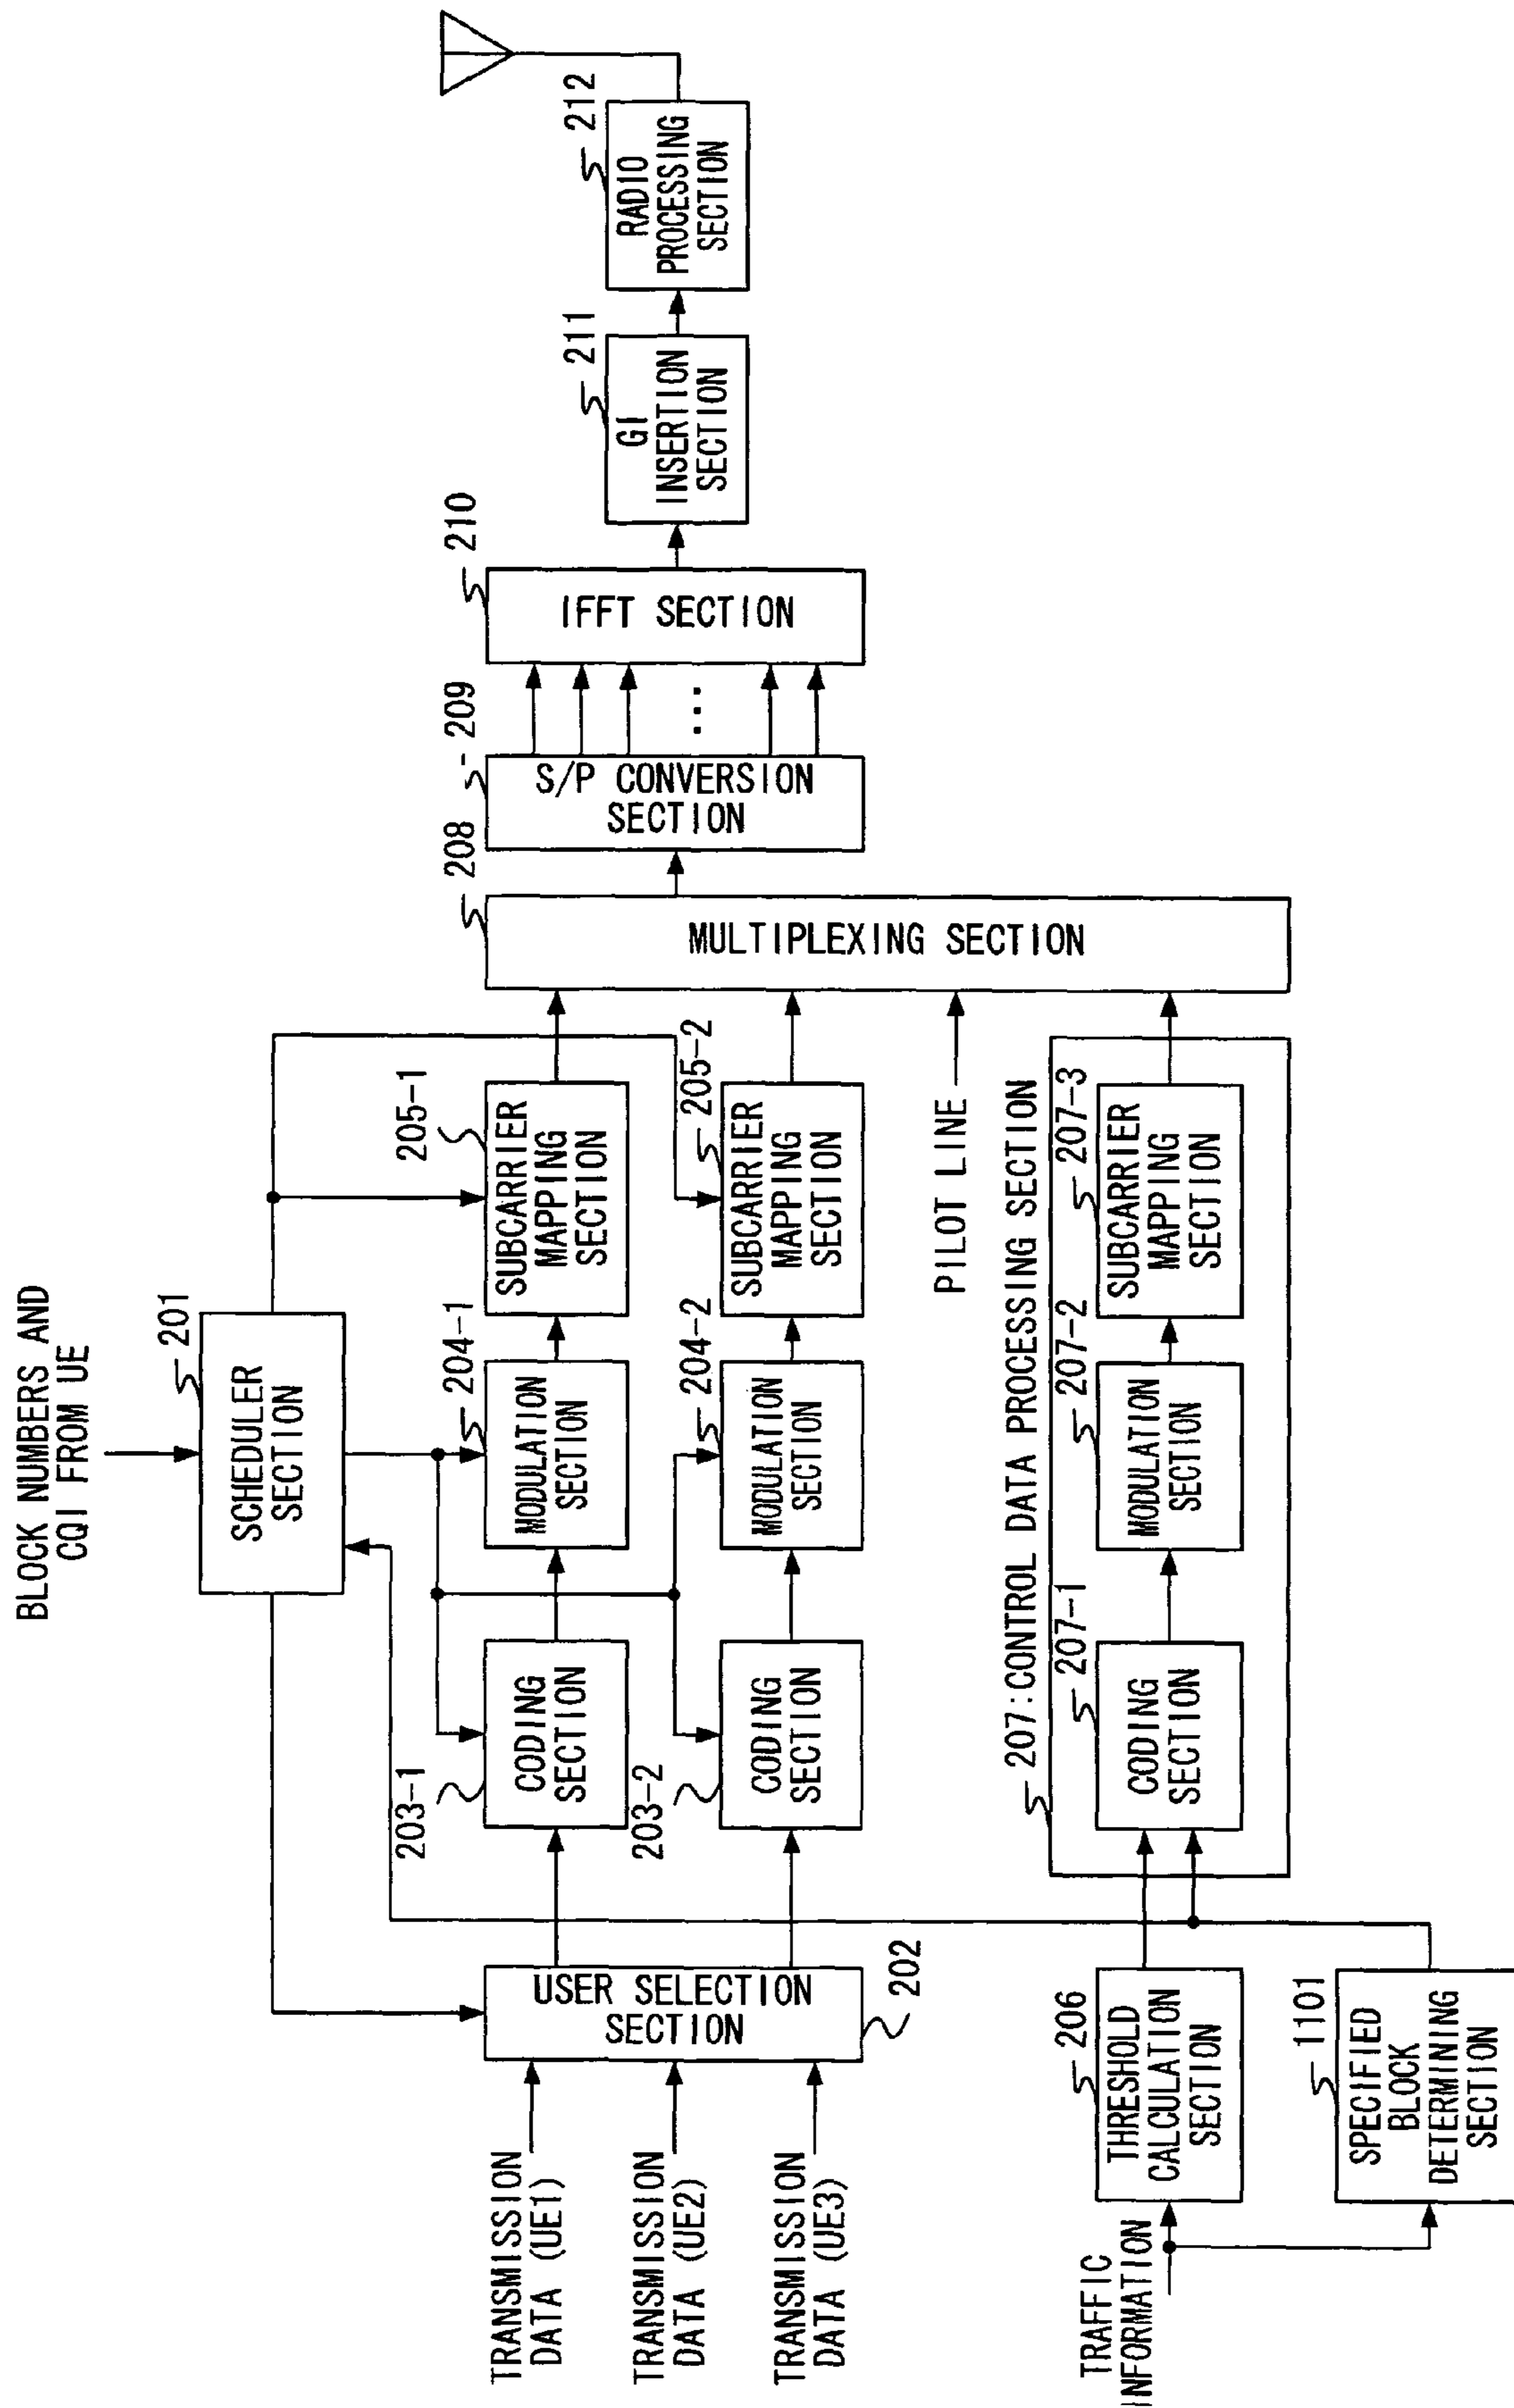 BLOCK NUMBERS AND
CQI FROM UE
201
SCHEDULER
SECTION
TRANSMISSION
DATA (UE1)
TRANSMISSION
DATA (UE2)
TRANSMISSION
DATA (UE3)
USER SELECTION
SECTION
202
203-1
CODING
SECTION
204-1
MODULATION
SECTION
205-1
SUBCARRIER
MAPPING
SECTION
203-2
CODING
SECTION
204-2
MODULATION
SECTION
205-2
SUBCARRIER
MAPPING
SECTION
PILOT LINE
TRAFFIC
INFORMATION
206
THRESHOLD
CALCULATION
SECTION
1101
SPECIFIED
BLOCK
DETERMINING
SECTION
207:CONTROL DATA PROCESSING SECTION
207-1
CODING
SECTION
207-2
MODULATION
SECTION
207-3
SUBCARRIER
MAPPING
SECTION
208
MULTIPLEXING SECTION
209
S/P CONVERSION
SECTION
...
210
IFFT SECTION
211
GI
INSERTION
SECTION
212
RADIO
PROCESSING
SECTION